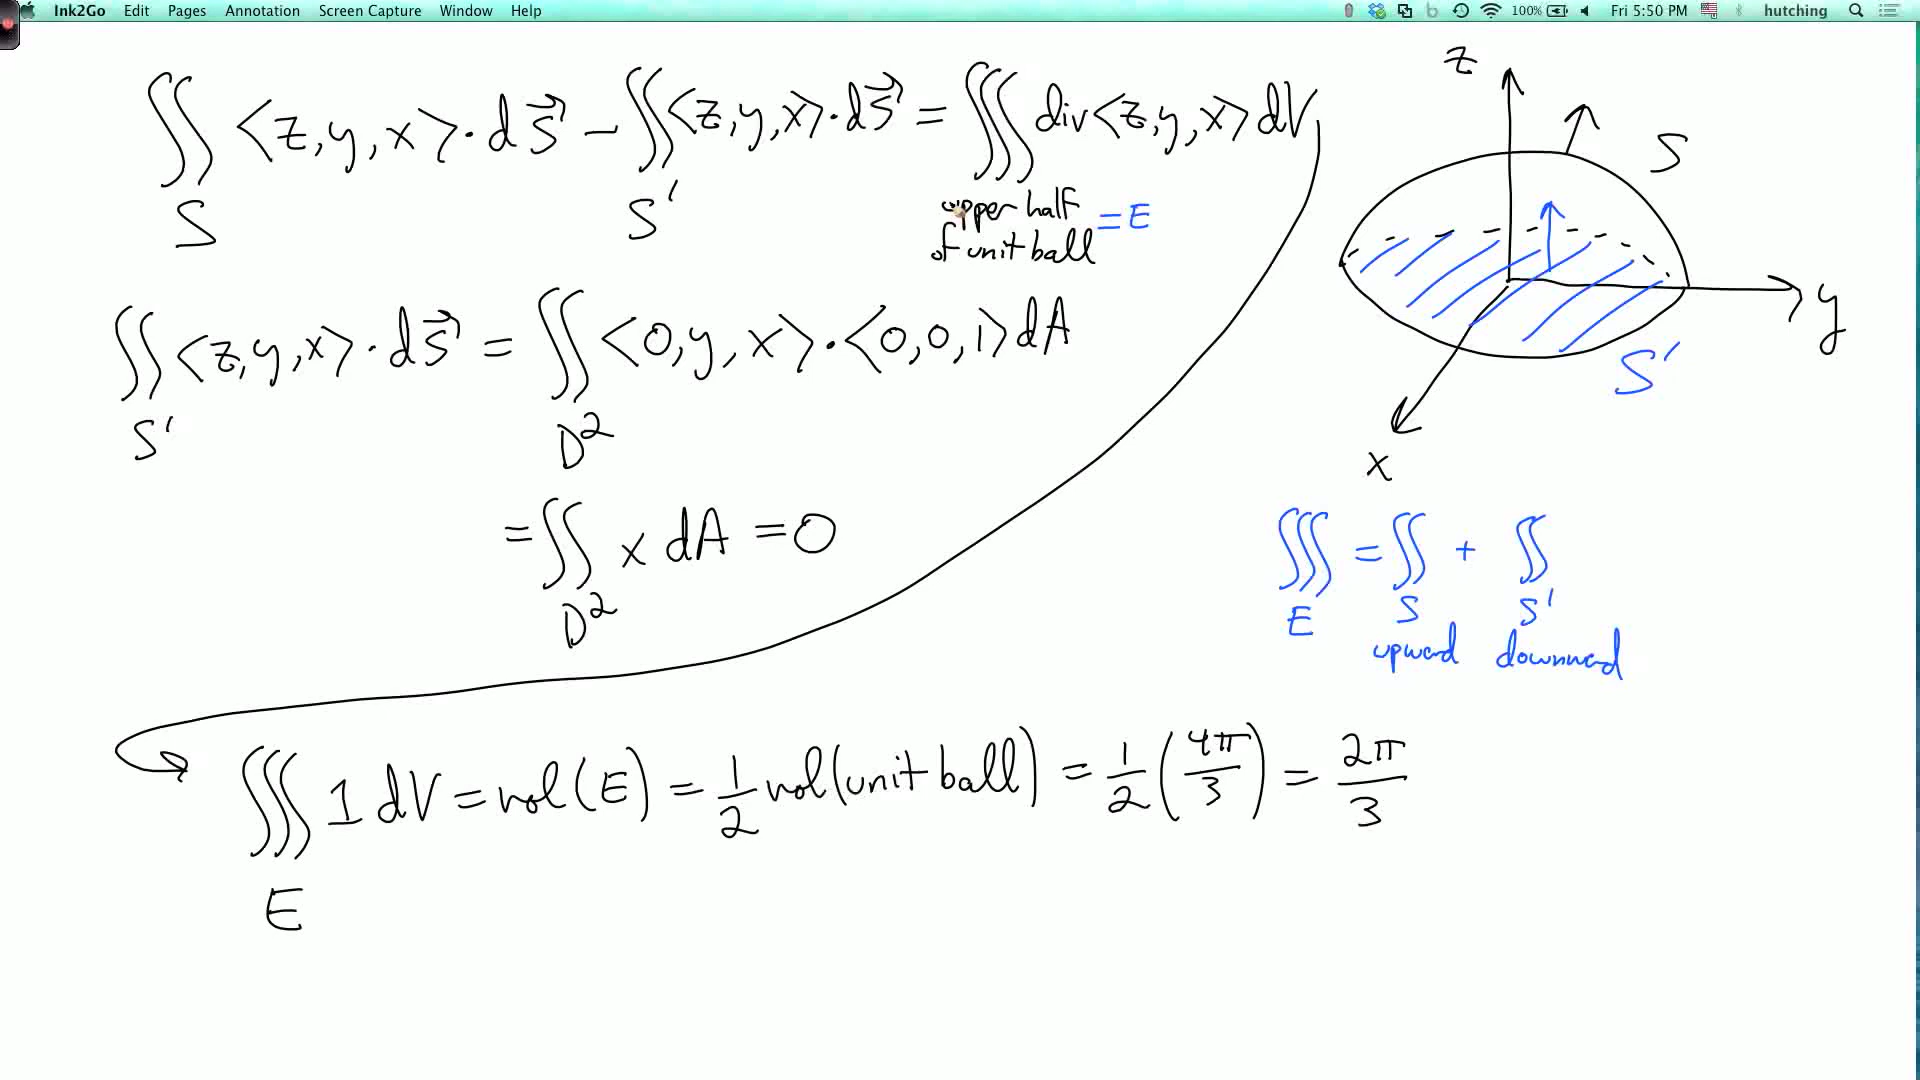 Ink2Go Edit Pages Annotation Screen Capture Window Help 100% Fri 5:50 PM hutching
∬_S <z,y,x>·dS⃗ − ∬_S' <z,y,x>·dS⃗ = ∭ div<z,y,x>dV
upper half
of unit ball = E
∬_S' <z,y,x>·dS⃗ = ∬_D² <0,y,x>·<0,0,1>dA
= ∬_D² x dA = 0
∭_E 1 dV = vol(E) = 1/2 vol(unit ball) = 1/2 (4π/3) = 2π/3
z
S
y
S'
x
∭_E = ∬_S + ∬_S'
upward downward